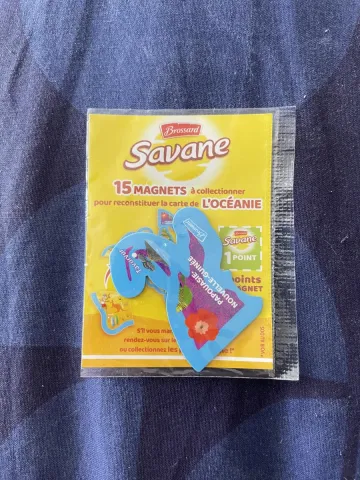 Brossard
Savane
15 MAGNETS à collectionner
pour reconstituer la carte de L'OCÉANIE
Brossard
Savane
1 POINT
PAPOUASIE-
NOUVELLE-GUINÉE
points
MAGNET
S'il vous
rendez-vous sur le
ou collectionnez les